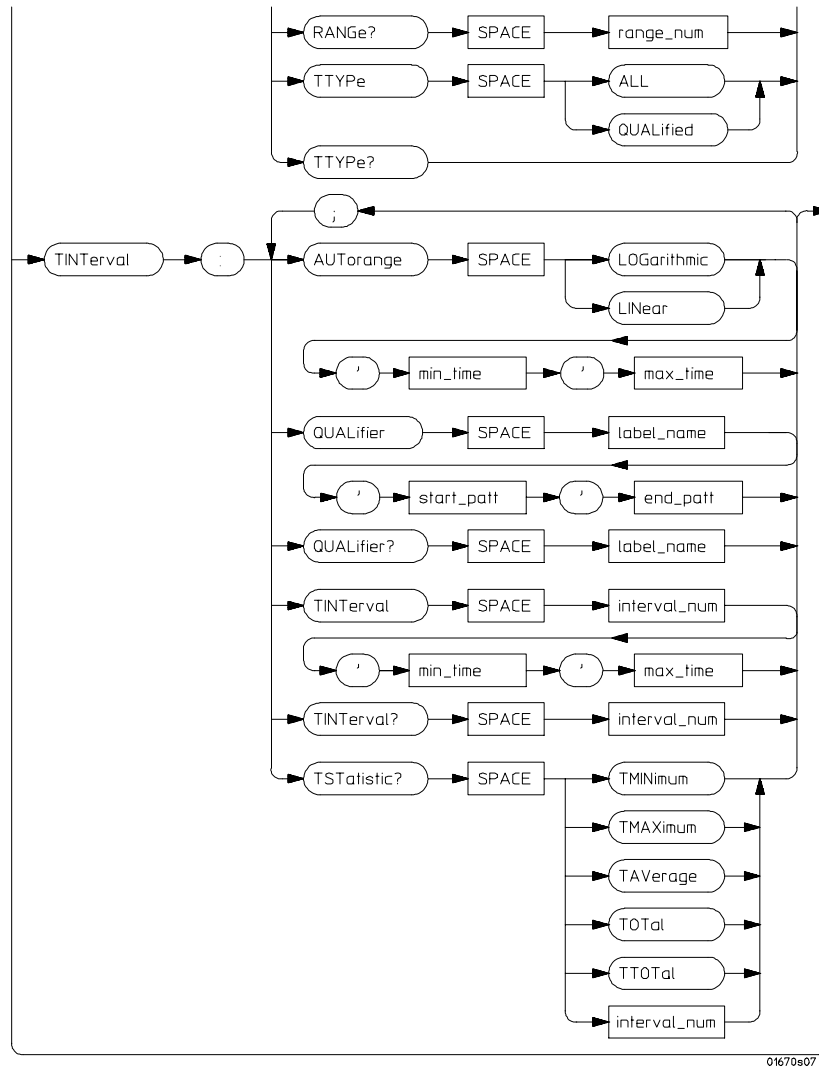 RANGe? SPACE range_num
TTYPe SPACE ALL
QUALified
TTYPe?
;
TINTerval : AUTorange SPACE LOGarithmic
LINear
, min_time , max_time
QUALifier SPACE label_name
, start_patt , end_patt
QUALifier? SPACE label_name
TINTerval SPACE interval_num
, min_time , max_time
TINTerval? SPACE interval_num
TSTatistic? SPACE TMINimum
TMAXimum
TAVerage
TOTal
TTOTal
interval_num
01670s07